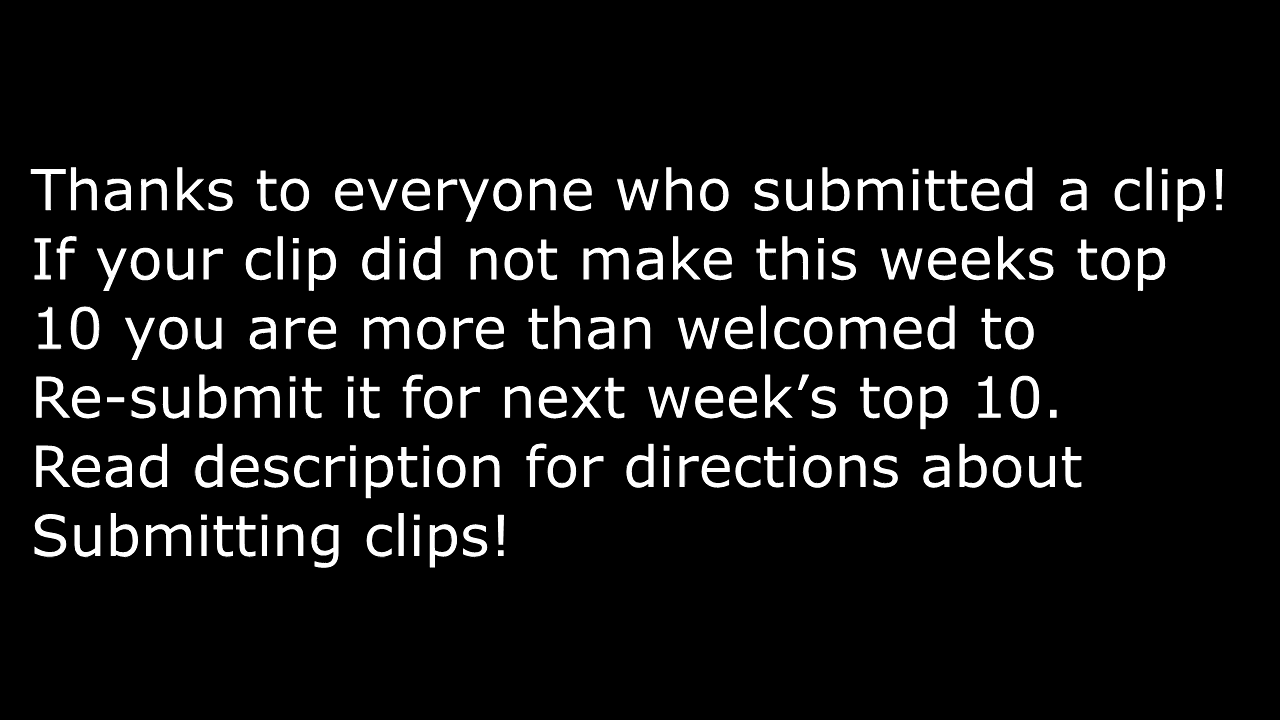 Thanks to everyone who submitted a clip!
If your clip did not make this weeks top
10 you are more than welcomed to
Re-submit it for next week’s top 10.
Read description for directions about
Submitting clips!